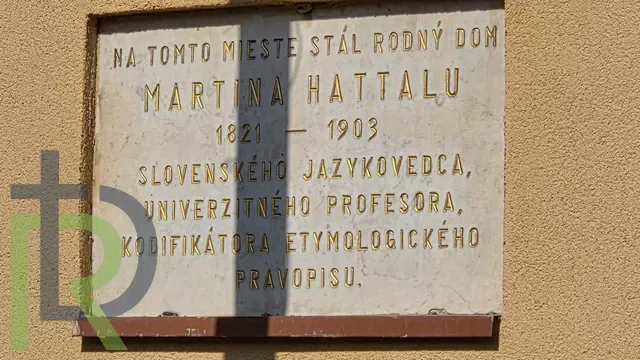 NA TOMTO MIESTE STÁL RODNÝ DOM
MARTINA HATTALU
1821 — 1903
SLOVENSKÉHO JAZYKOVEDCA,
UNIVERZITNÉHO PROFESORA,
KODIFIKÁTORA ETYMOLOGICKÉHO
PRAVOPISU.